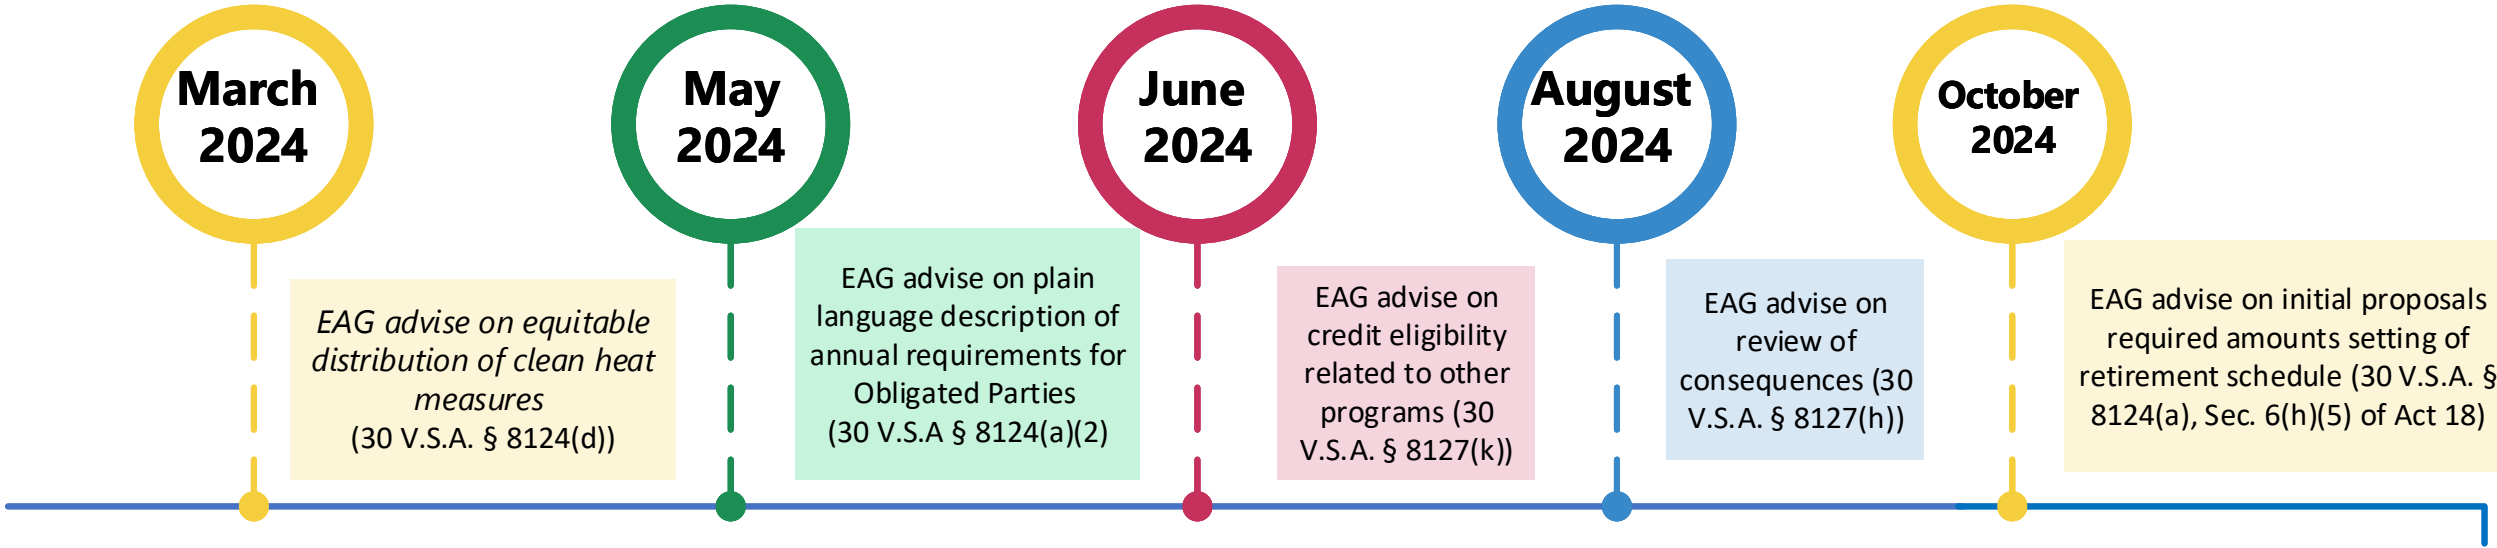 March
2024
EAG advise on equitable
distribution of clean heat
measures
(30 V.S.A. § 8124(d))
May
2024
EAG advise on plain
language description of
annual requirements for
Obligated Parties
(30 V.S.A § 8124(a)(2)
June
2024
EAG advise on
credit eligibility
related to other
programs (30
V.S.A. § 8127(k))
August
2024
EAG advise on
review of
consequences (30
V.S.A. § 8127(h))
October
2024
EAG advise on initial proposals
required amounts setting of
retirement schedule (30 V.S.A. §
8124(a), Sec. 6(h)(5) of Act 18)